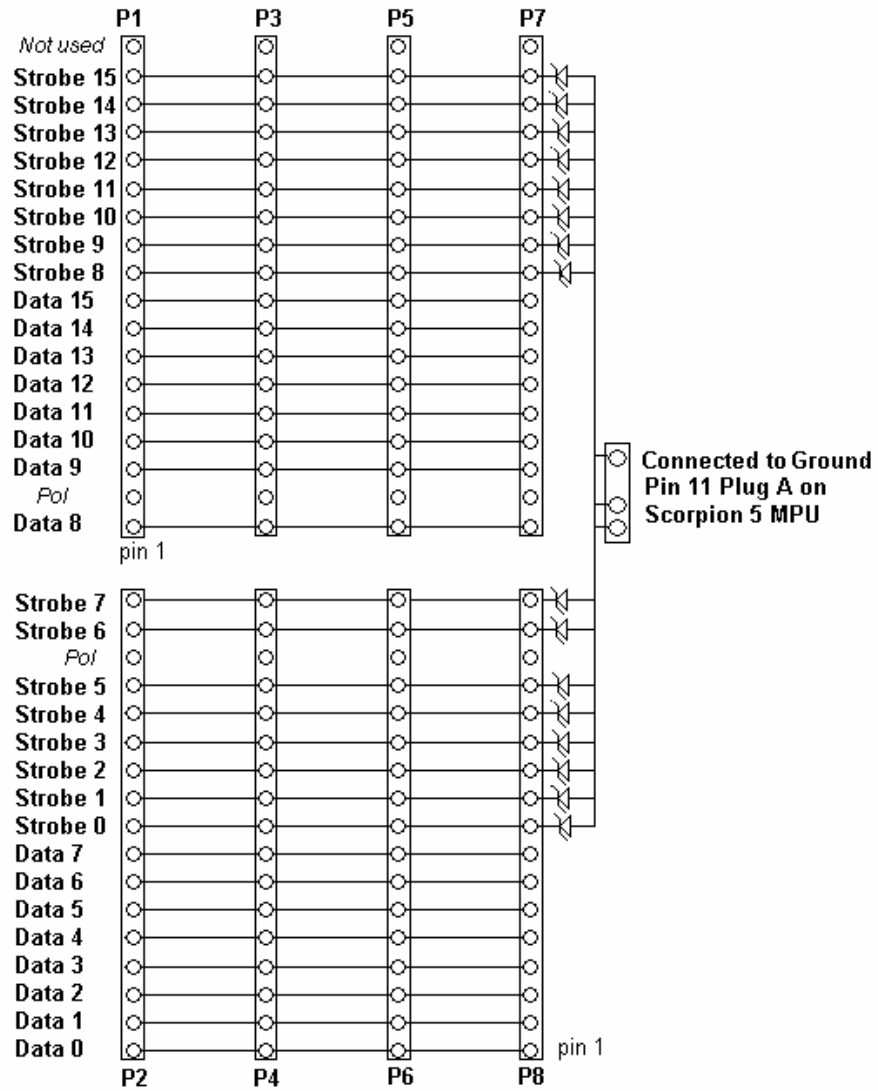 P1 P3 P5 P7
Not used
Strobe 15
Strobe 14
Strobe 13
Strobe 12
Strobe 11
Strobe 10
Strobe 9
Strobe 8
Data 15
Data 14
Data 13
Data 12
Data 11
Data 10
Data 9
Pol
Data 8
pin 1
Connected to Ground
Pin 11 Plug A on
Scorpion 5 MPU
Strobe 7
Strobe 6
Pol
Strobe 5
Strobe 4
Strobe 3
Strobe 2
Strobe 1
Strobe 0
Data 7
Data 6
Data 5
Data 4
Data 3
Data 2
Data 1
Data 0
pin 1
P2 P4 P6 P8